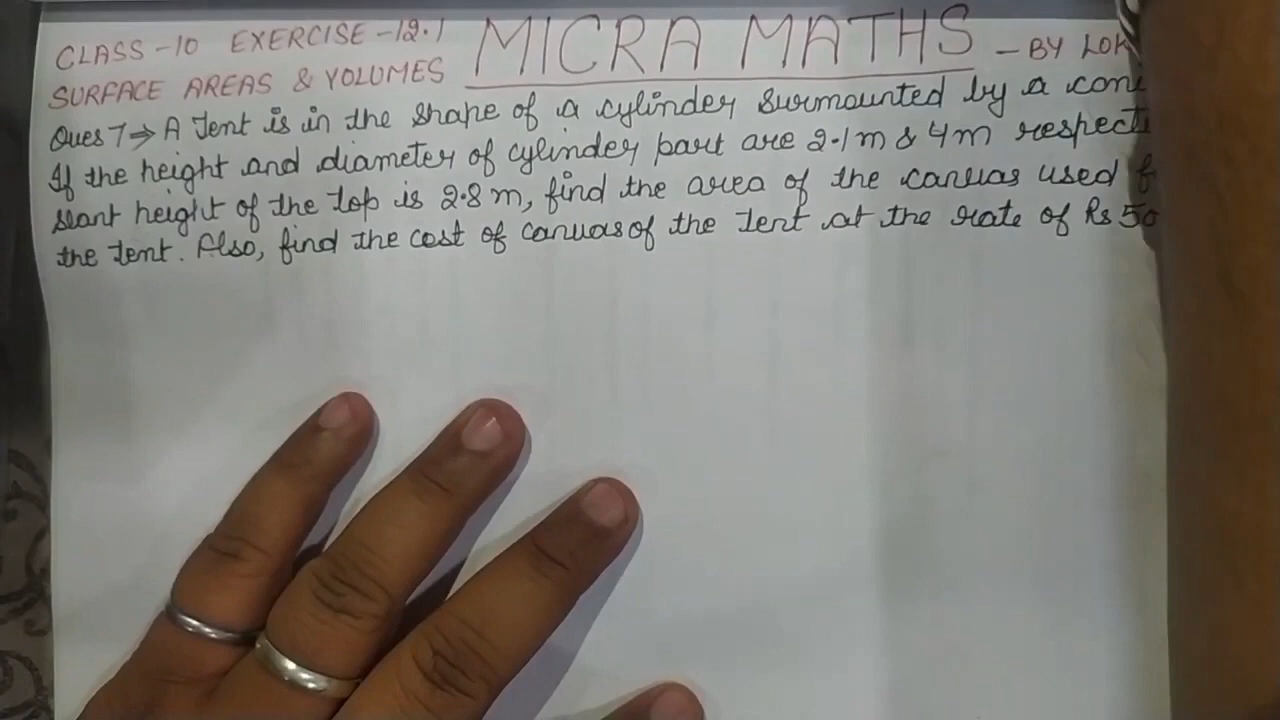 CLASS-10 EXERCISE-12.1 MICRA MATHS - BY LOK
SURFACE AREAS & VOLUMES
Ques 7 ⇒ A Tent is in the shape of a cylinder surmounted by a con
If the height and diameter of cylinder part are 2.1m & 4m respect
slant height of the top is 2.8 m, find the area of the canvas used f
the tent. Also, find the cost of canvas of the tent at the rate of Rs 50